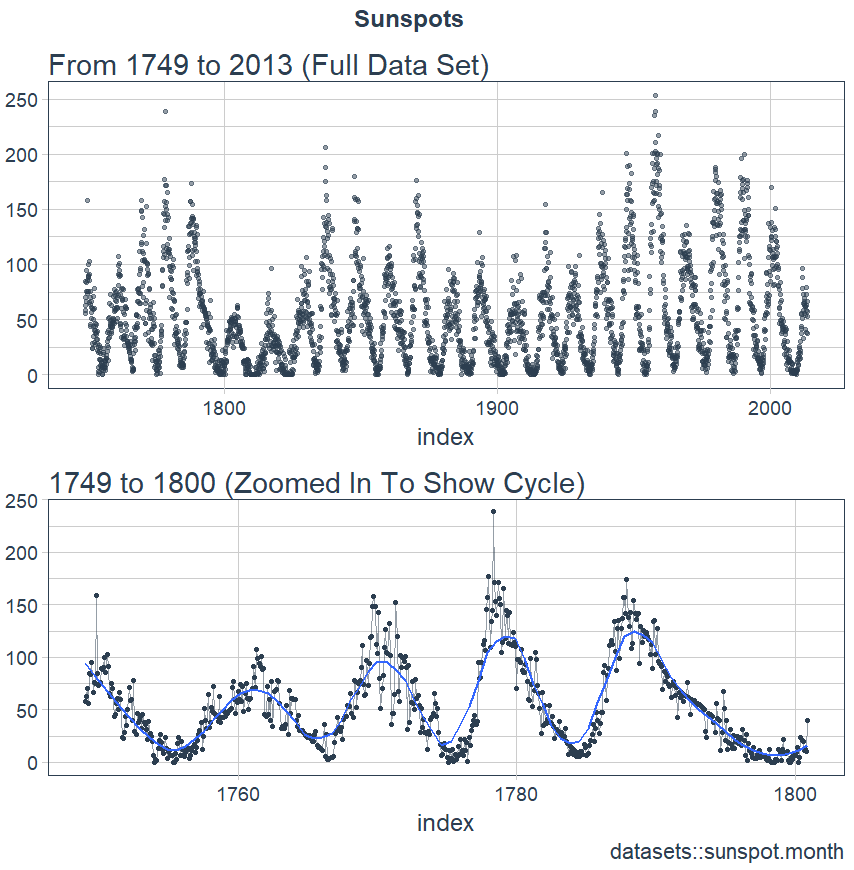 Sunspots
From 1749 to 2013 (Full Data Set)
250
200
150
100
50
0
1800 1900 2000
index
1749 to 1800 (Zoomed In To Show Cycle)
250
200
150
100
50
0
1760 1780 1800
index
datasets::sunspot.month